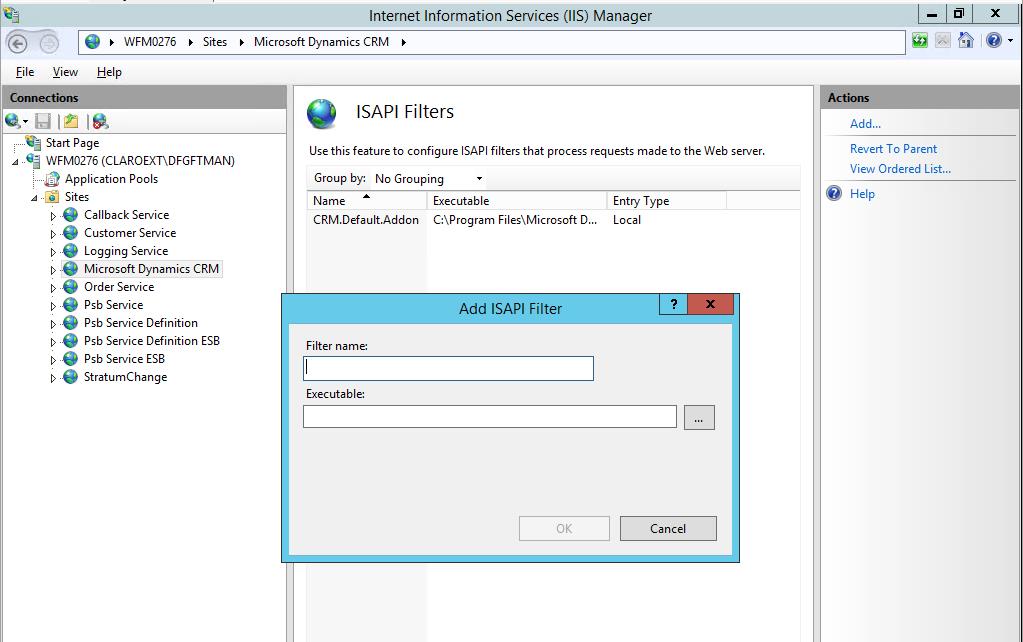 Internet Information Services (IIS) Manager
WFM0276 Sites Microsoft Dynamics CRM
File View Help
Connections
Start Page
WFM0276 (CLAROEXT\DFGFTMAN)
Application Pools
Sites
Callback Service
Customer Service
Logging Service
Microsoft Dynamics CRM
Order Service
Psb Service
Psb Service Definition
Psb Service Definition ESB
Psb Service ESB
StratumChange
ISAPI Filters
Use this feature to configure ISAPI filters that process requests made to the Web server.
Group by: No Grouping
Name Executable Entry Type
CRM.Default.Addon C:\Program Files\Microsoft D... Local
Add ISAPI Filter ? X
Filter name:
Executable:
...
OK Cancel
Actions
Add...
Revert To Parent
View Ordered List...
Help